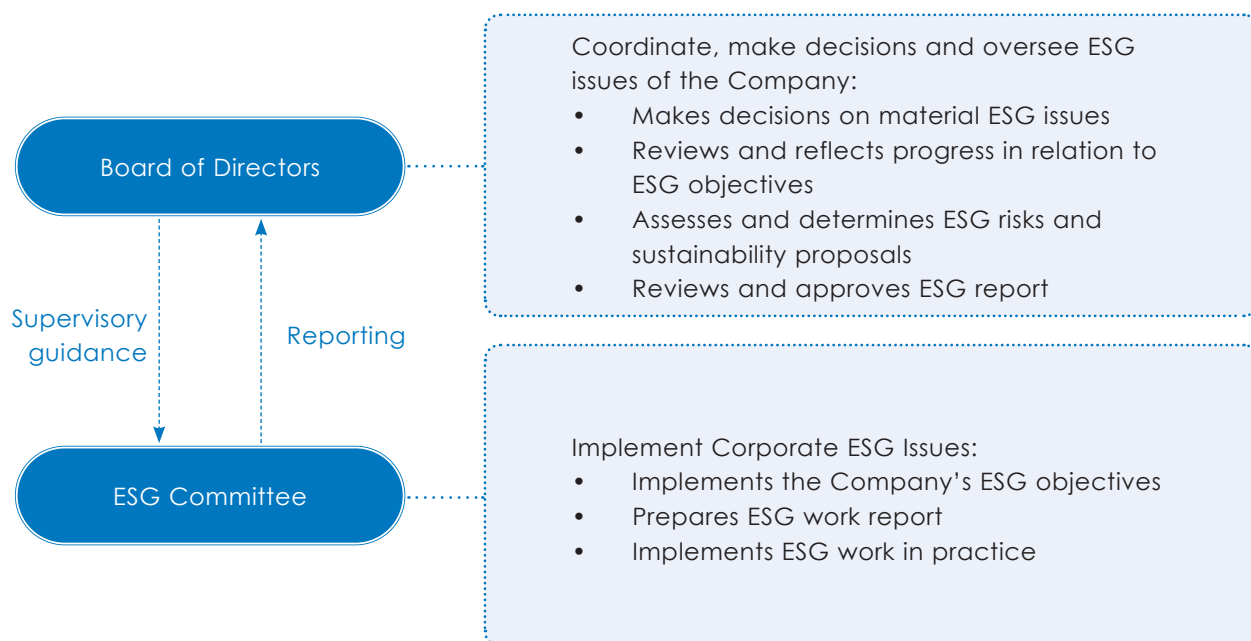 Board of Directors
Coordinate, make decisions and oversee ESG
issues of the Company:
• Makes decisions on material ESG issues
• Reviews and reflects progress in relation to
ESG objectives
• Assesses and determines ESG risks and
sustainability proposals
• Reviews and approves ESG report
Supervisory
guidance
Reporting
ESG Committee
Implement Corporate ESG Issues:
• Implements the Company’s ESG objectives
• Prepares ESG work report
• Implements ESG work in practice